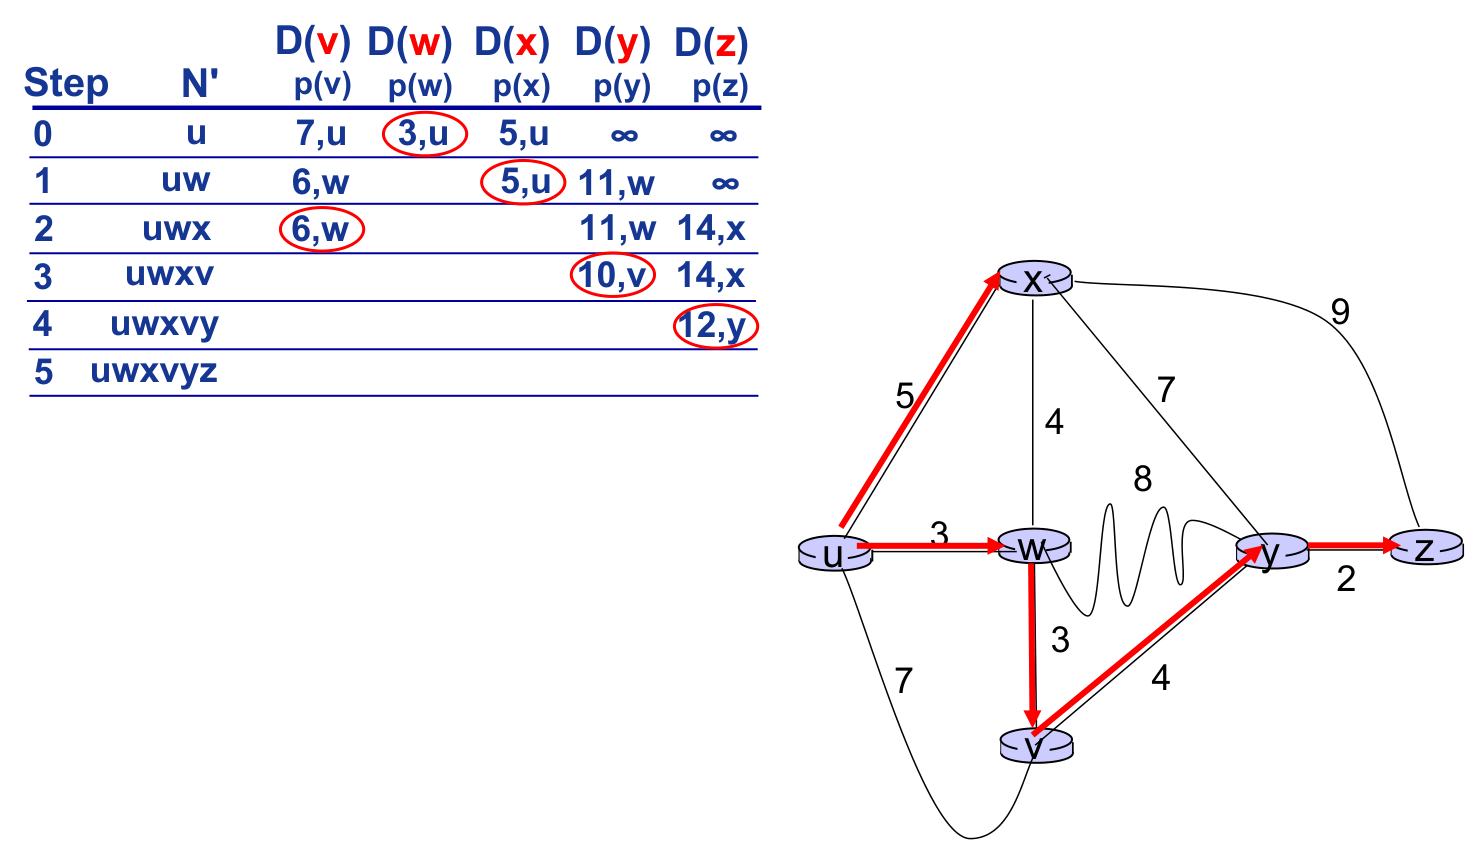 D(v) D(w) D(x) D(y) D(z)
Step N' p(v) p(w) p(x) p(y) p(z)
0 u 7,u 3,u 5,u ∞ ∞
1 uw 6,w 5,u 11,w ∞
2 uwx 6,w 11,w 14,x
3 uwxv 10,v 14,x
4 uwxvy 12,y
5 uwxvyz
x
9
5
7
4
8
3
u
w
y
z
2
3
7
4
v